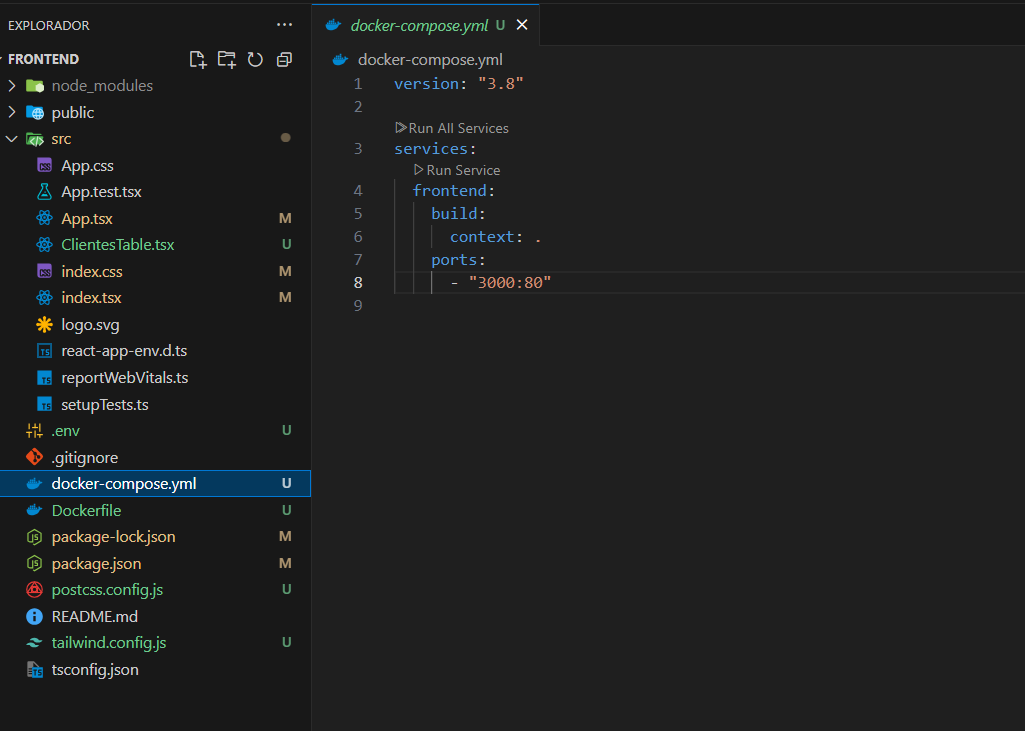 EXPLORADOR
FRONTEND
node_modules
public
src
App.css
App.test.tsx
App.tsx M
ClientesTable.tsx U
index.css M
index.tsx M
logo.svg
react-app-env.d.ts
reportWebVitals.ts
setupTests.ts
.env U
.gitignore
docker-compose.yml U
Dockerfile U
package-lock.json M
package.json M
postcss.config.js U
README.md
tailwind.config.js U
tsconfig.json
docker-compose.yml U
docker-compose.yml
1 version: "3.8"
2
Run All Services
3 services:
Run Service
4 frontend:
5 build:
6 context: .
7 ports:
8 - "3000:80"
9